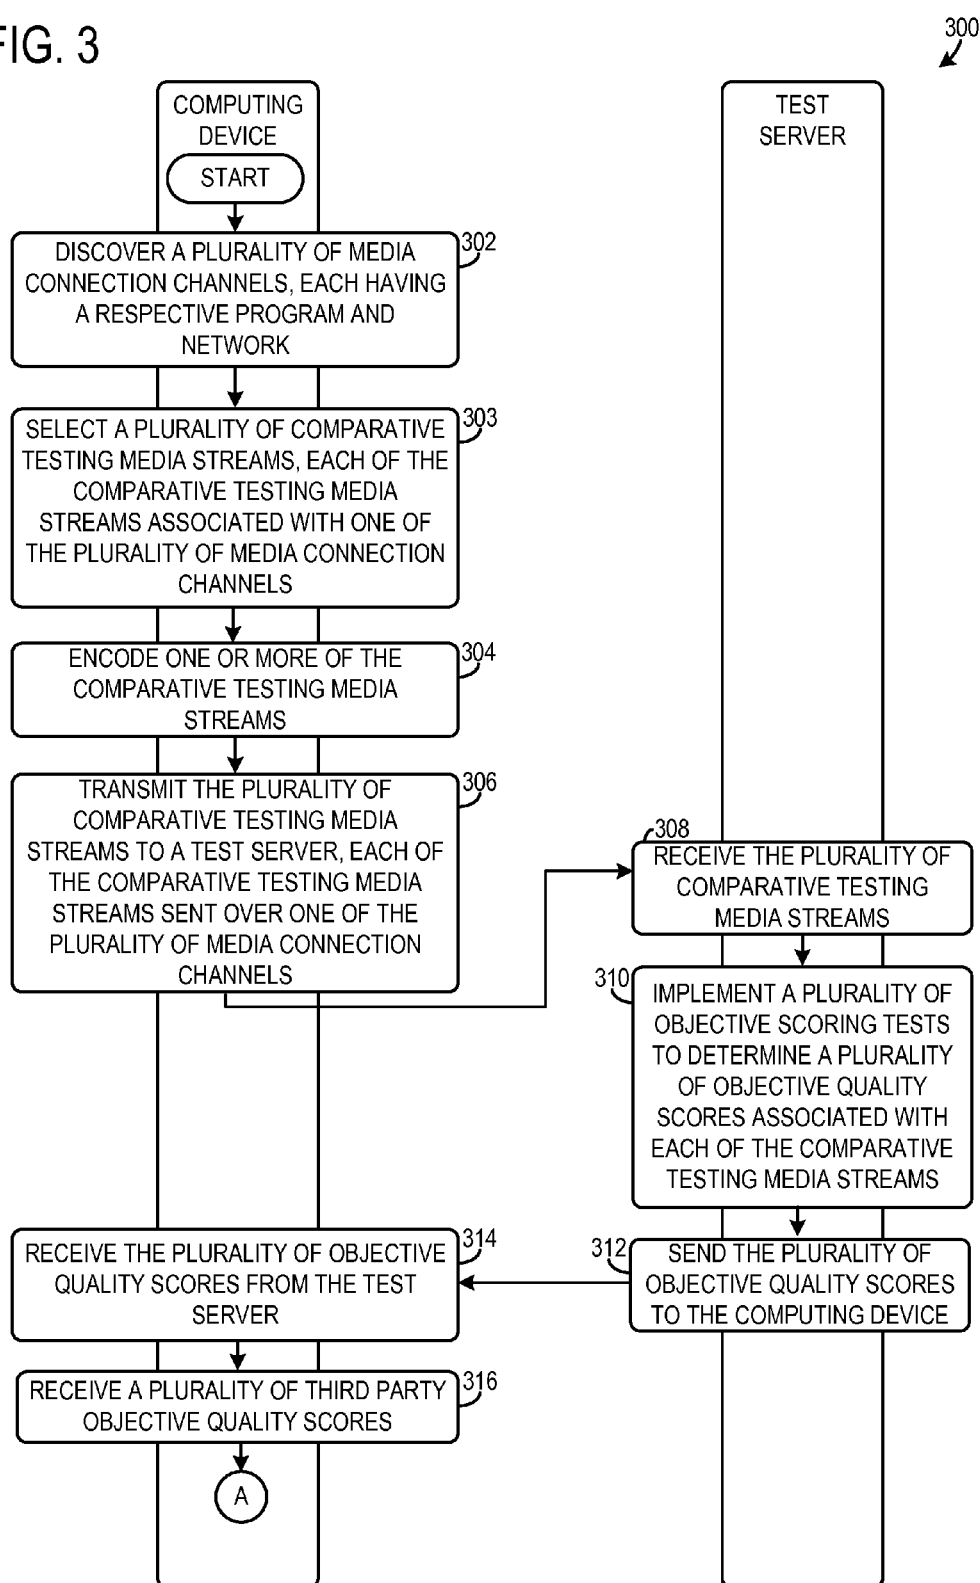 FIG. 3
300
COMPUTING
DEVICE
START
302
DISCOVER A PLURALITY OF MEDIA
CONNECTION CHANNELS, EACH HAVING
A RESPECTIVE PROGRAM AND
NETWORK
303
SELECT A PLURALITY OF COMPARATIVE
TESTING MEDIA STREAMS, EACH OF THE
COMPARATIVE TESTING MEDIA
STREAMS ASSOCIATED WITH ONE OF
THE PLURALITY OF MEDIA CONNECTION
CHANNELS
304
ENCODE ONE OR MORE OF THE
COMPARATIVE TESTING MEDIA
STREAMS
306
TRANSMIT THE PLURALITY OF
COMPARATIVE TESTING MEDIA
STREAMS TO A TEST SERVER, EACH OF
THE COMPARATIVE TESTING MEDIA
STREAMS SENT OVER ONE OF THE
PLURALITY OF MEDIA CONNECTION
CHANNELS
TEST
SERVER
308
RECEIVE THE PLURALITY OF
COMPARATIVE TESTING
MEDIA STREAMS
310
IMPLEMENT A PLURALITY OF
OBJECTIVE SCORING TESTS
TO DETERMINE A PLURALITY
OF OBJECTIVE QUALITY
SCORES ASSOCIATED WITH
EACH OF THE COMPARATIVE
TESTING MEDIA STREAMS
312
SEND THE PLURALITY OF
OBJECTIVE QUALITY SCORES
TO THE COMPUTING DEVICE
314
RECEIVE THE PLURALITY OF OBJECTIVE
QUALITY SCORES FROM THE TEST
SERVER
316
RECEIVE A PLURALITY OF THIRD PARTY
OBJECTIVE QUALITY SCORES
A